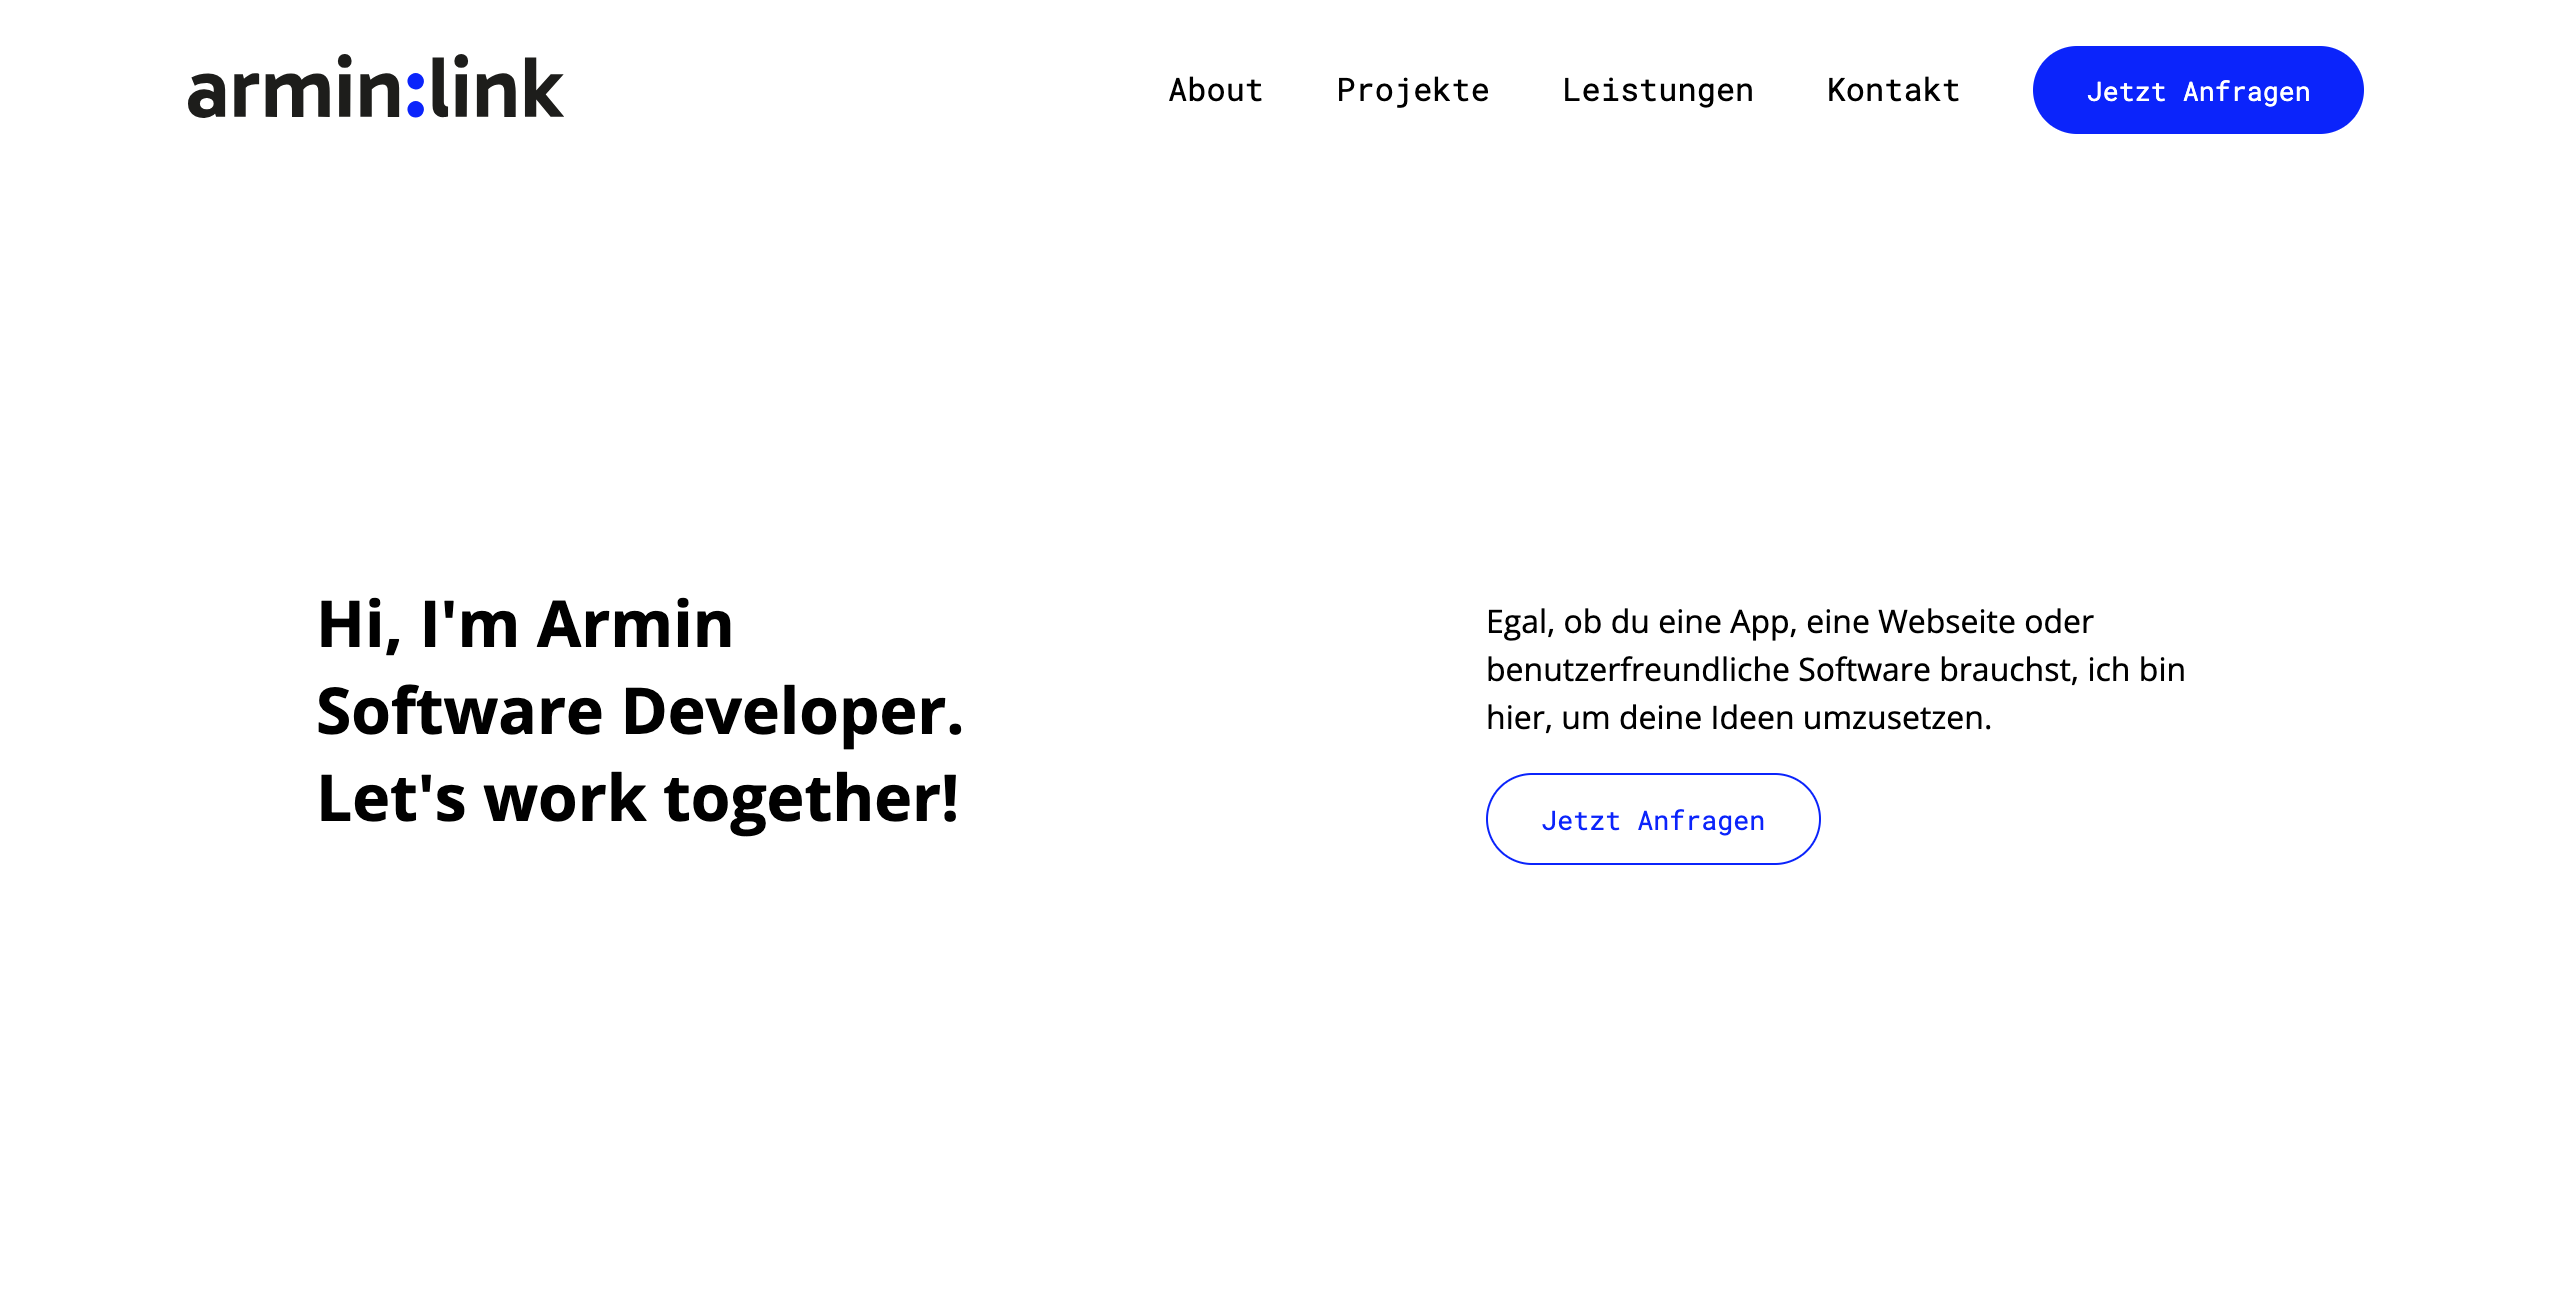 armin:link
About
Projekte
Leistungen
Kontakt
Jetzt Anfragen
Hi, I'm Armin
Software Developer.
Let's work together!
Egal, ob du eine App, eine Webseite oder
benutzerfreundliche Software brauchst, ich bin
hier, um deine Ideen umzusetzen.
Jetzt Anfragen